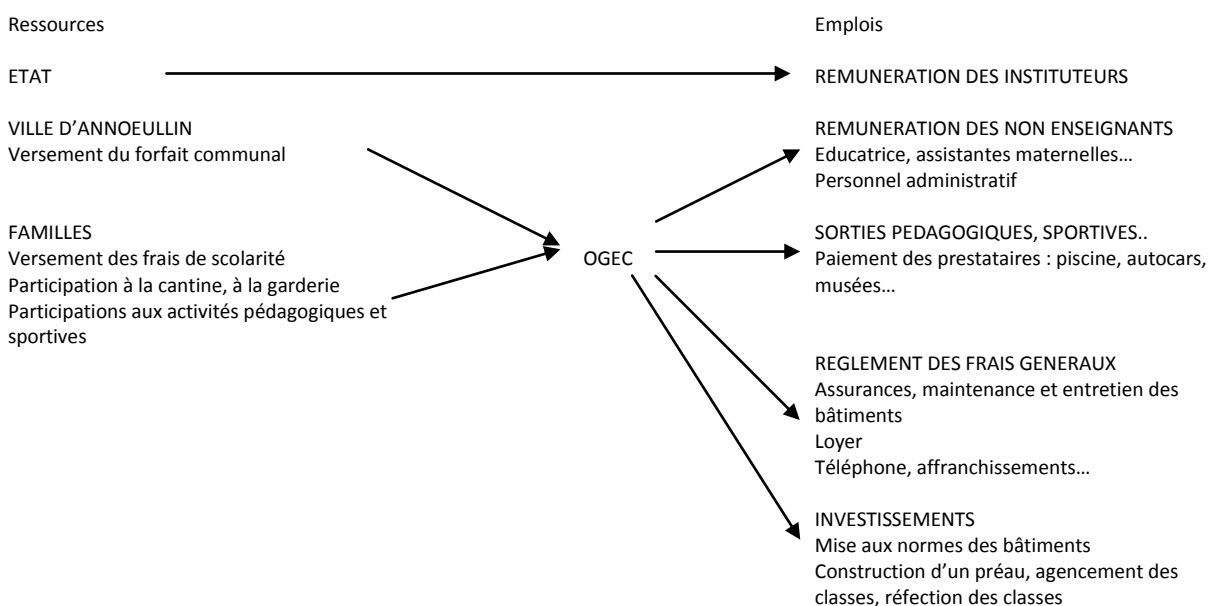 Ressources
Emplois
ETAT
REMUNERATION DES INSTITUTEURS
VILLE D’ANNOEULLIN
Versement du forfait communal
REMUNERATION DES NON ENSEIGNANTS
Educatrice, assistantes maternelles…
Personnel administratif
FAMILLES
Versement des frais de scolarité
Participation à la cantine, à la garderie
Participations aux activités pédagogiques et
sportives
OGEC
SORTIES PEDAGOGIQUES, SPORTIVES..
Paiement des prestataires : piscine, autocars,
musées…
REGLEMENT DES FRAIS GENERAUX
Assurances, maintenance et entretien des
bâtiments
Loyer
Téléphone, affranchissements…
INVESTISSEMENTS
Mise aux normes des bâtiments
Construction d’un préau, agencement des
classes, réfection des classes